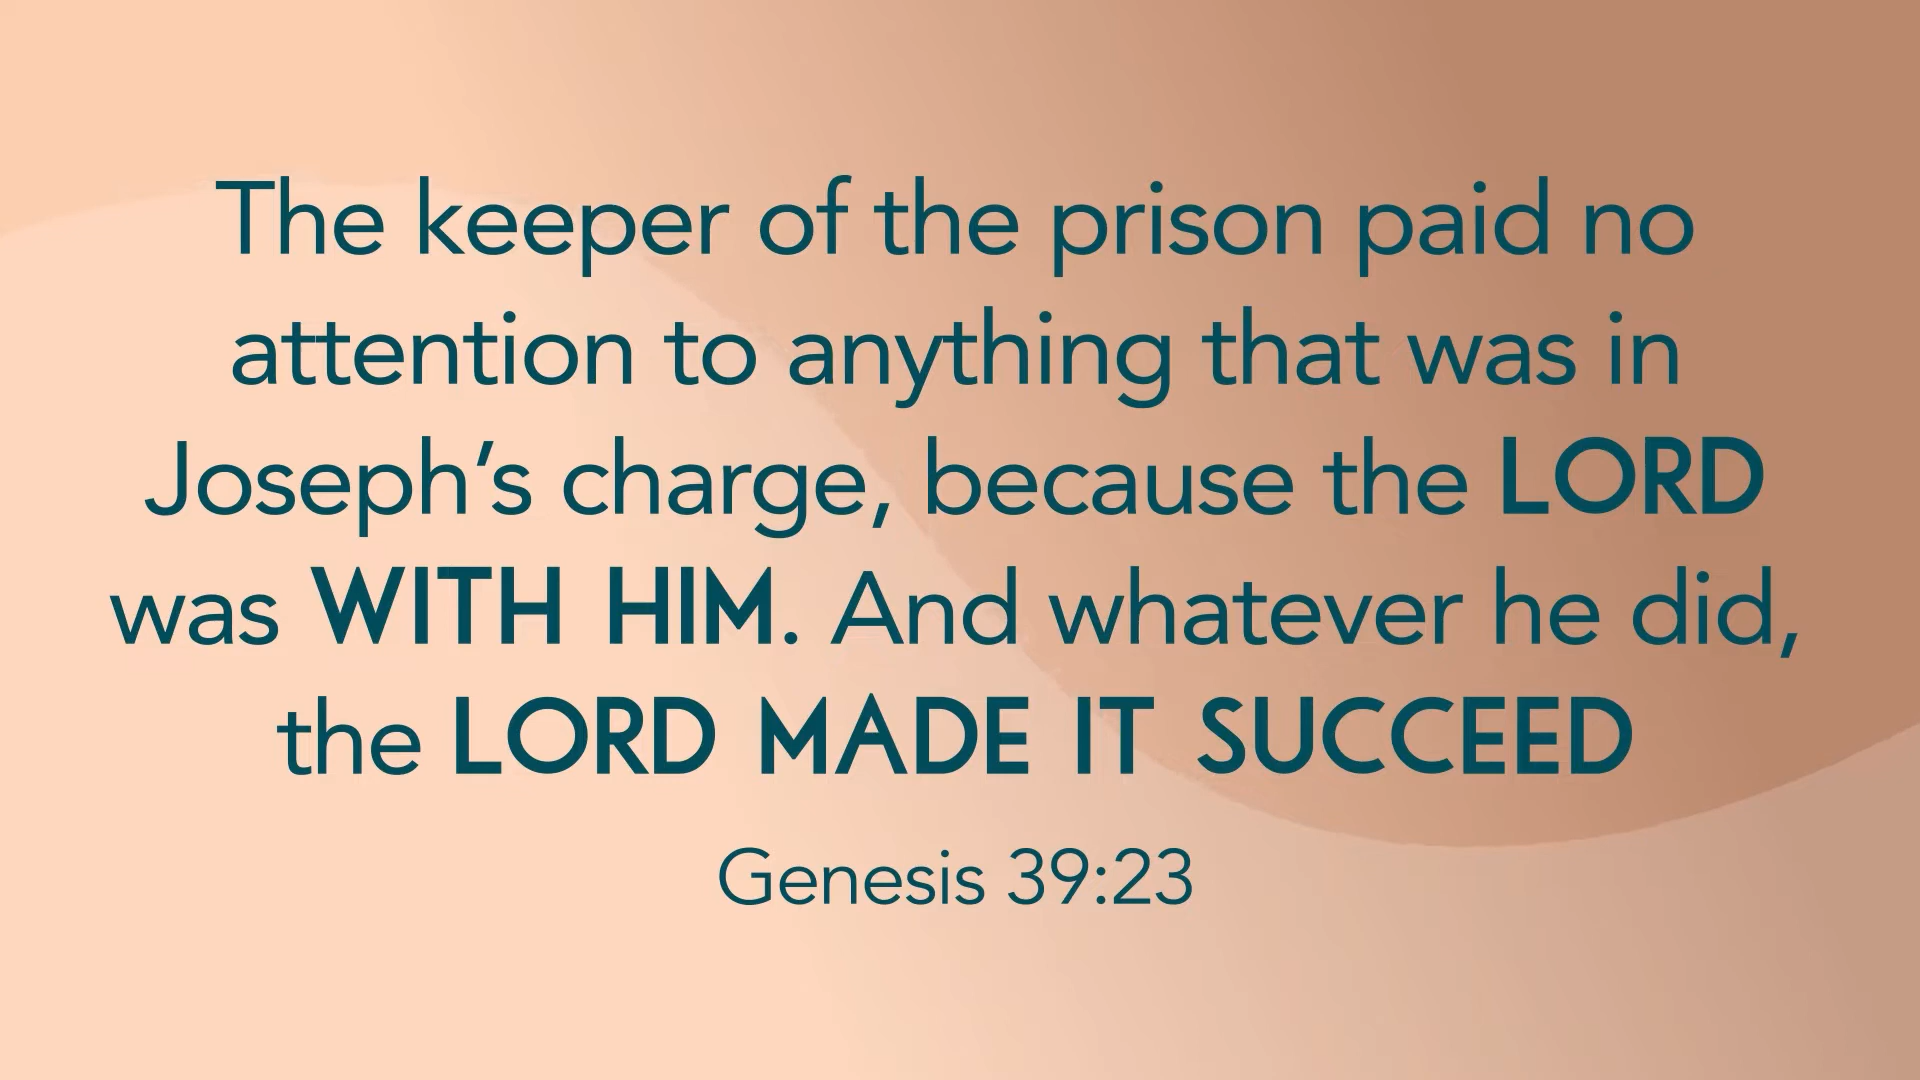 The keeper of the prison paid no
attention to anything that was in
Joseph’s charge, because the LORD
was WITH HIM. And whatever he did,
the LORD MADE IT SUCCEED
Genesis 39:23